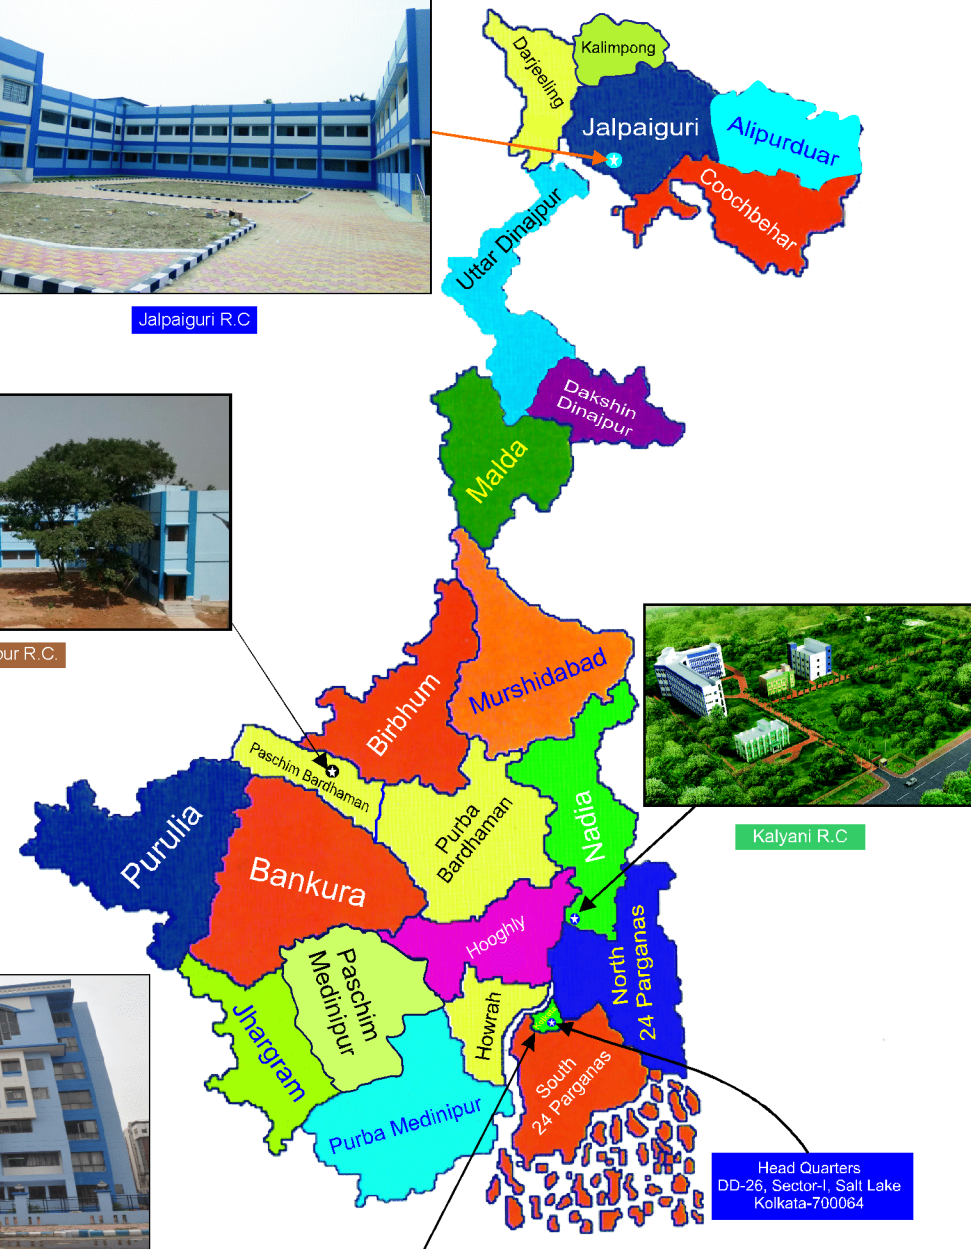 Darjeeling
Kalimpong
Jalpaiguri
Alipurduar
Coochbehar
Uttar Dinajpur
Jalpaiguri R.C
Dakshin
Dinajpur
Malda
Murshidabad
Birbhum
pur R.C.
Paschim Bardhaman
Purba
Bardhaman
Nadia
Kalyani R.C
Purulia
Bankura
Hooghly
North
24 Parganas
Paschim
Medinipur
Howrah
Jhargram
South
24 Parganas
Purba Medinipur
Head Quarters
DD-26, Sector-I, Salt Lake
Kolkata-700064